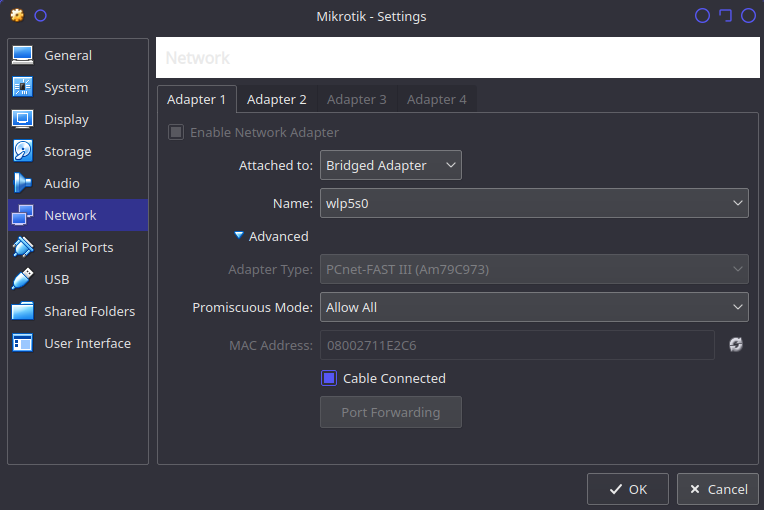 Mikrotik - Settings
General
System
Display
Storage
Audio
Network
Serial Ports
USB
Shared Folders
User Interface
Network
Adapter 1 Adapter 2 Adapter 3 Adapter 4
Enable Network Adapter
Attached to: Bridged Adapter
Name: wlp5s0
Advanced
Adapter Type: PCnet-FAST III (Am79C973)
Promiscuous Mode: Allow All
MAC Address: 08002711E2C6
Cable Connected
Port Forwarding
OK Cancel